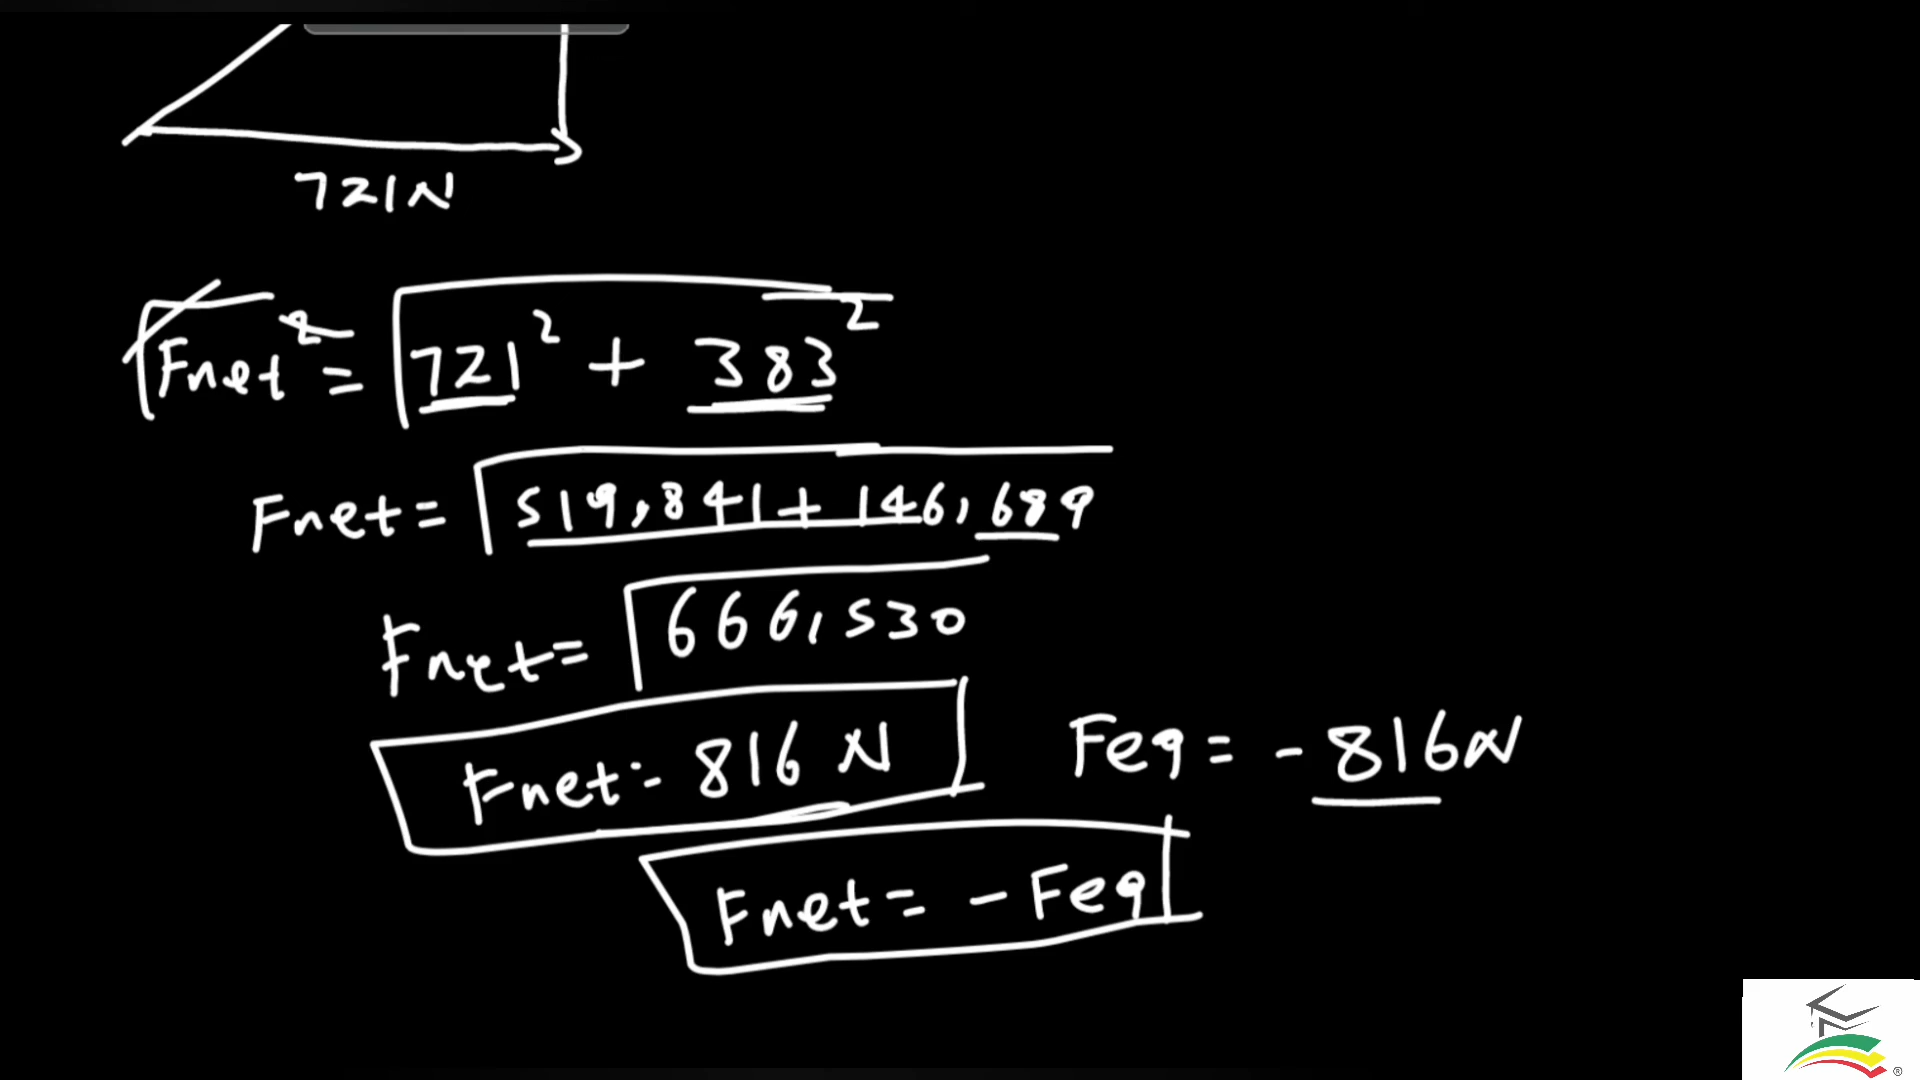 721N
Fnet² = √721² + 383²
Fnet = √519,841 + 146,689
Fnet = √666,530
Fnet = 816 N
Feq = - 816N
Fnet = - Feq
®